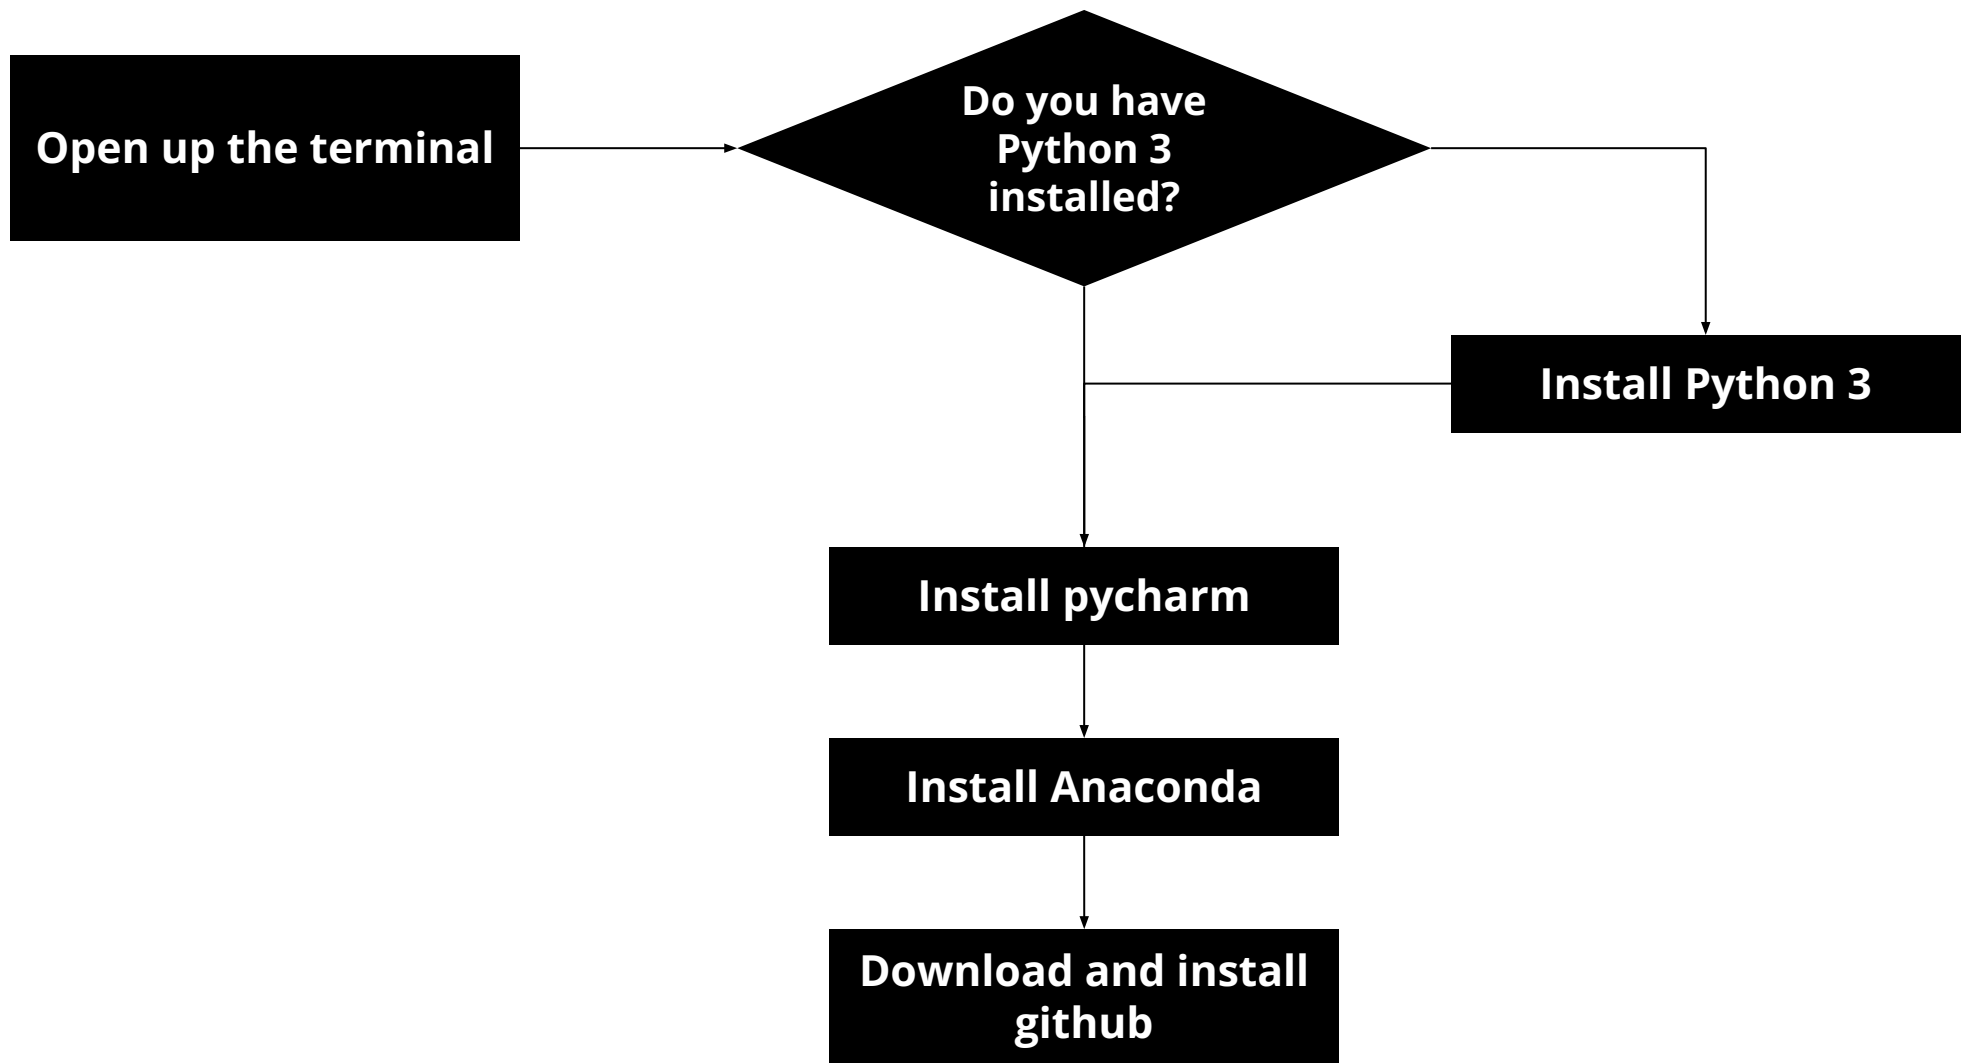 Open up the terminal
Do you have
Python 3
installed?
Install Python 3
Install pycharm
Install Anaconda
Download and install
github